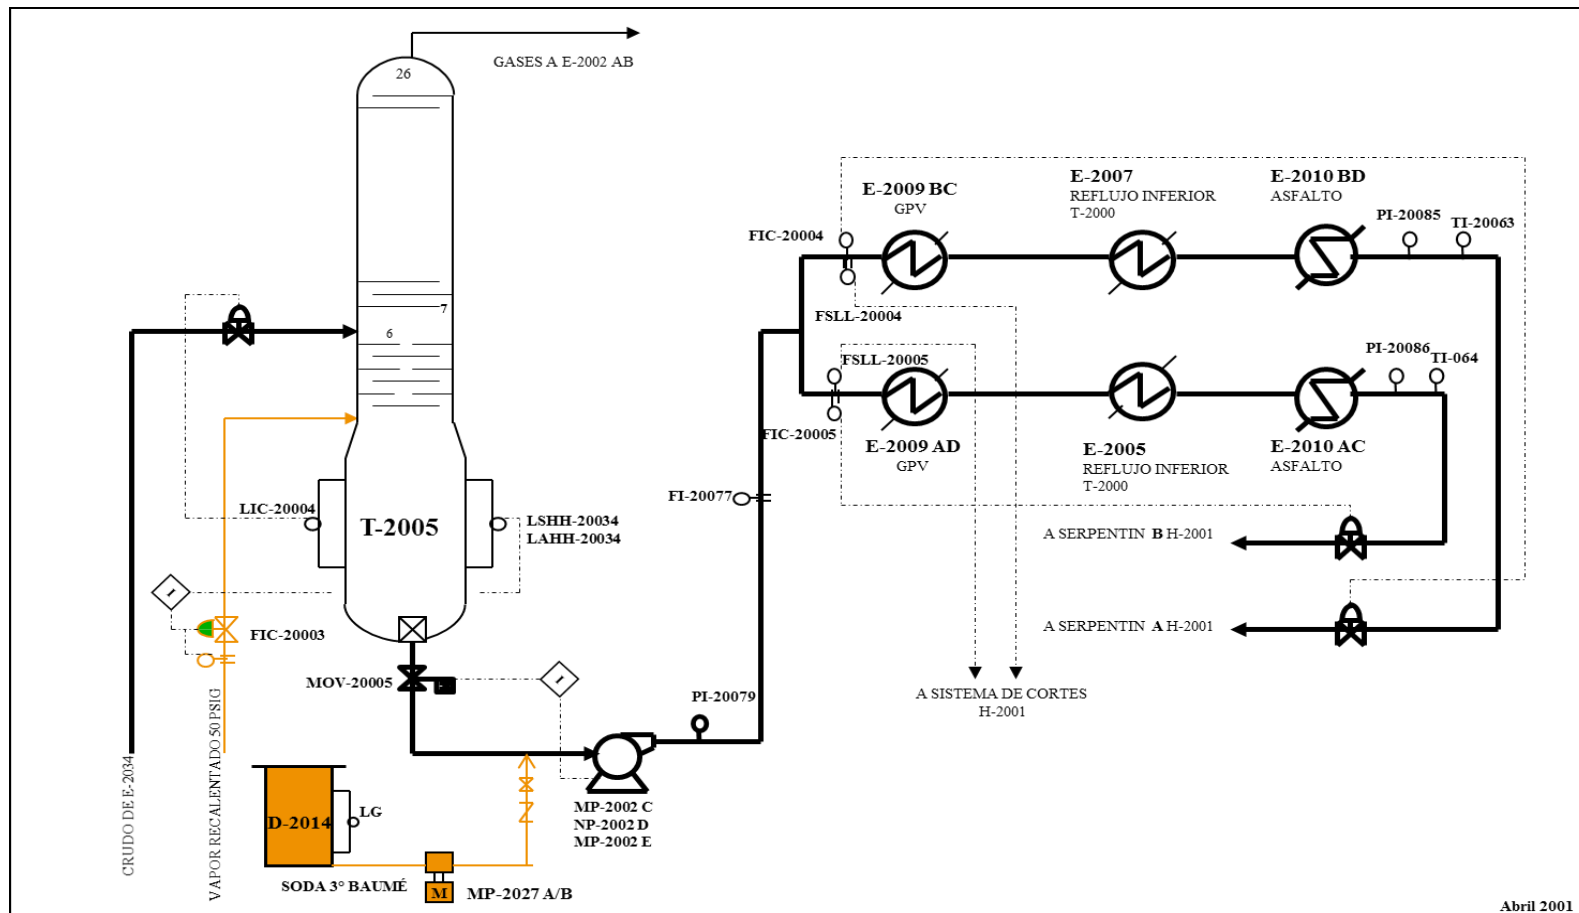 GASES A E-2002 AB
26
7
6
E-2009 BC
GPV
E-2007
REFLUJO INFERIOR
T-2000
E-2010 BD
ASFALTO
PI-20085
TI-20063
FIC-20004
FSLL-20004
FSLL-20005
FIC-20005
PI-20086
TI-064
E-2009 AD
GPV
E-2005
REFLUJO INFERIOR
T-2000
E-2010 AC
ASFALTO
FI-20077
LIC-20004
T-2005
LSHH-20034
LAHH-20034
A SERPENTIN B H-2001
A SERPENTIN A H-2001
I
FIC-20003
MOV-20005
I
PI-20079
A SISTEMA DE CORTES
H-2001
CRUDO DE E-2034
VAPOR RECALENTADO 50 PSIG
D-2014
LG
MP-2002 C
NP-2002 D
MP-2002 E
SODA 3° BAUMÉ
M
MP-2027 A/B
Abril 2001